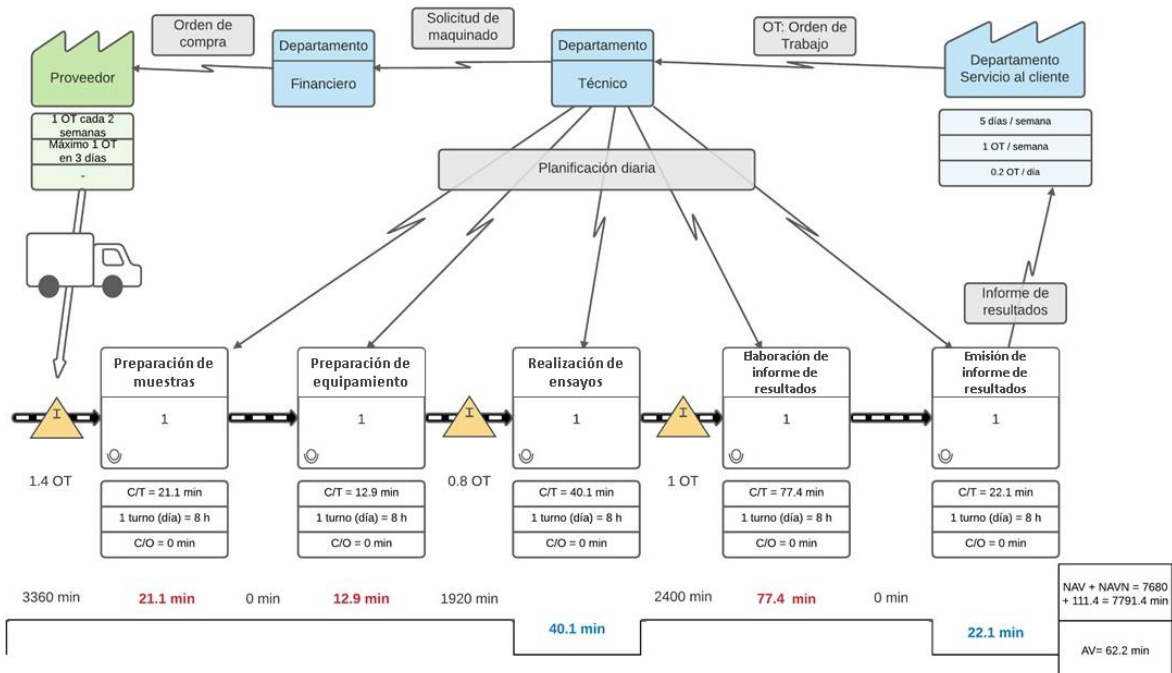 Orden de
compra
Solicitud de
maquinado
OT: Orden de
Trabajo
Proveedor
Departamento
Financiero
Departamento
Técnico
Departamento
Servicio al cliente
1 OT cada 2
semanas
Máximo 1 OT
en 3 días
-
5 días / semana
1 OT / semana
0.2 OT / día
Planificación diaria
Informe de
resultados
Preparación de
muestras
1
Preparación de
equipamiento
1
Realización de
ensayos
1
Elaboración de
informe de
resultados
1
Emisión de
informe de
resultados
1
I
I
I
1.4 OT
0.8 OT
1 OT
C/T = 21.1 min
1 turno (día) = 8 h
C/O = 0 min
C/T = 12.9 min
1 turno (día) = 8 h
C/O = 0 min
C/T = 40.1 min
1 turno (día) = 8 h
C/O = 0 min
C/T = 77.4 min
1 turno (día) = 8 h
C/O = 0 min
C/T = 22.1 min
1 turno (día) = 8 h
C/O = 0 min
3360 min
21.1 min
0 min
12.9 min
1920 min
40.1 min
2400 min
77.4 min
0 min
22.1 min
NAV + NAVN = 7680
+ 111.4 = 7791.4 min
AV= 62.2 min